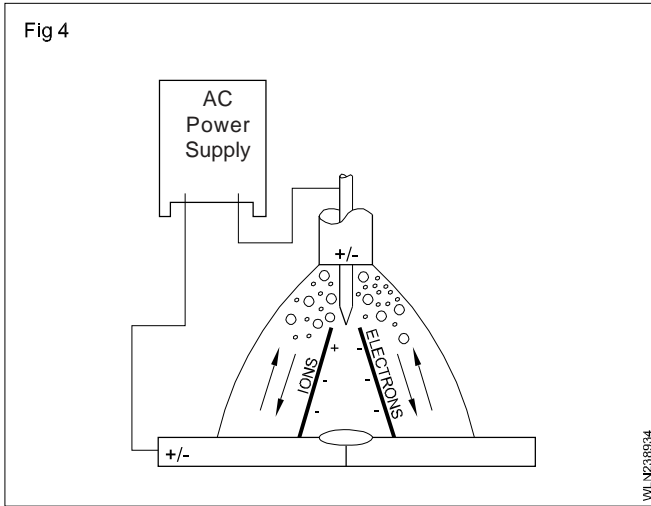 Fig 4
AC
Power
Supply
+/-
+
-
-
-
-
-
IONS
ELECTRONS
+/-
WLN238934